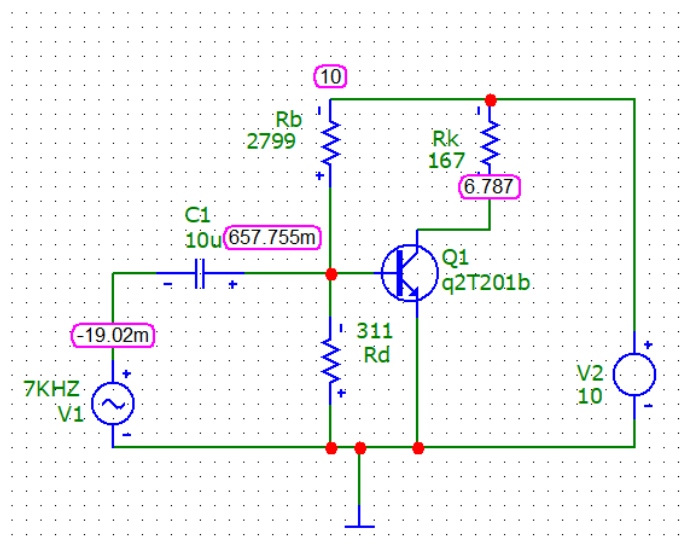 10
Rb
2799
Rk
167
6.787
C1
10u
657.755m
Q1
q2T201b
-19.02m
311
Rd
7KHZ
V1
V2
10